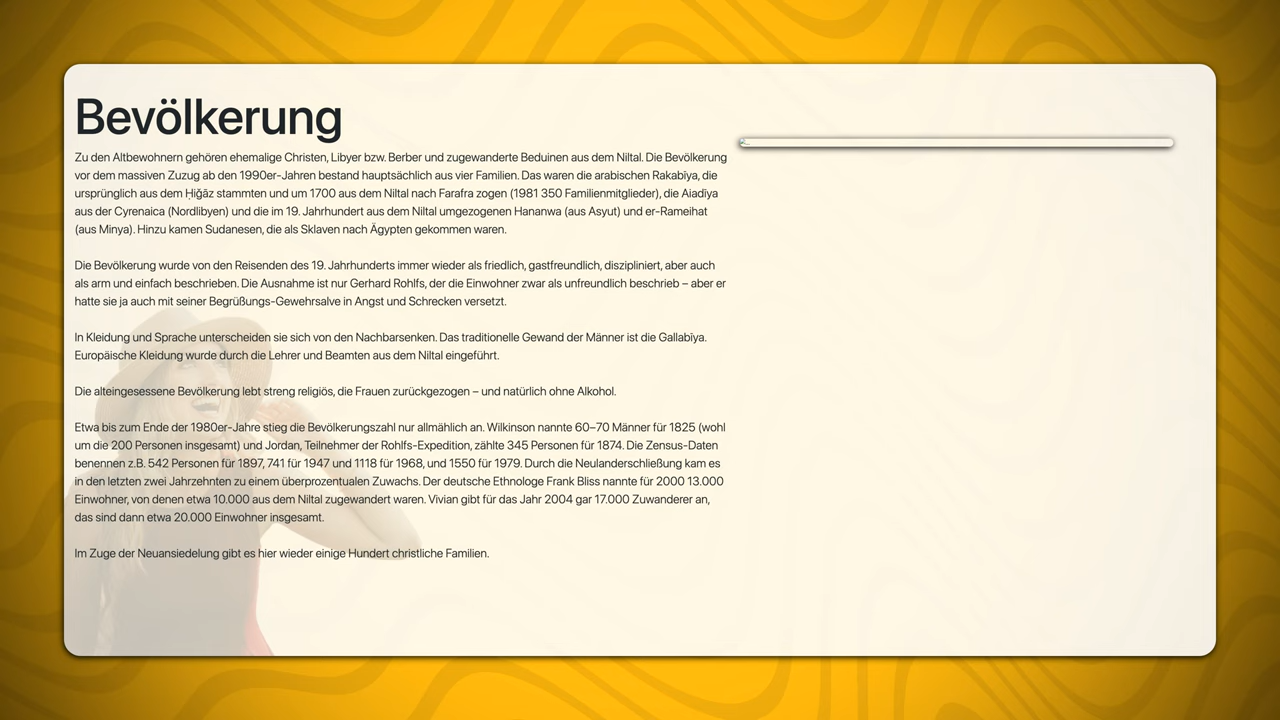 Bevölkerung
Zu den Altbewohnern gehören ehemalige Christen, Libyer bzw. Berber und zugewanderte Beduinen aus dem Niltal. Die Bevölkerung
vor dem massiven Zuzug ab den 1990er-Jahren bestand hauptsächlich aus vier Familien. Das waren die arabischen Rakabīya, die
ursprünglich aus dem Ḥiǧāz stammten und um 1700 aus dem Niltal nach Farafra zogen (1981 350 Familienmitglieder), die Aiadīya
aus der Cyrenaica (Nordlibyen) und die im 19. Jahrhundert aus dem Niltal umgezogenen Hananwa (aus Asyut) und er-Rameihat
(aus Minya). Hinzu kamen Sudanesen, die als Sklaven nach Ägypten gekommen waren.
Die Bevölkerung wurde von den Reisenden des 19. Jahrhunderts immer wieder als friedlich, gastfreundlich, diszipliniert, aber auch
als arm und einfach beschrieben. Die Ausnahme ist nur Gerhard Rohlfs, der die Einwohner zwar als unfreundlich beschrieb – aber er
hatte sie ja auch mit seiner Begrüßungs-Gewehrsalve in Angst und Schrecken versetzt.
In Kleidung und Sprache unterscheiden sie sich von den Nachbarsenken. Das traditionelle Gewand der Männer ist die Gallabīya.
Europäische Kleidung wurde durch die Lehrer und Beamten aus dem Niltal eingeführt.
Die alteingesessene Bevölkerung lebt streng religiös, die Frauen zurückgezogen – und natürlich ohne Alkohol.
Etwa bis zum Ende der 1980er-Jahre stieg die Bevölkerungszahl nur allmählich an. Wilkinson nannte 60–70 Männer für 1825 (wohl
um die 200 Personen insgesamt) und Jordan, Teilnehmer der Rohlfs-Expedition, zählte 345 Personen für 1874. Die Zensus-Daten
benennen z.B. 542 Personen für 1897, 741 für 1947 und 1118 für 1968, und 1550 für 1979. Durch die Neulanderschließung kam es
in den letzten zwei Jahrzehnten zu einem überprozentualen Zuwachs. Der deutsche Ethnologe Frank Bliss nannte für 2000 13.000
Einwohner, von denen etwa 10.000 aus dem Niltal zugewandert waren. Vivian gibt für das Jahr 2004 gar 17.000 Zuwanderer an,
das sind dann etwa 20.000 Einwohner insgesamt.
Im Zuge der Neuansiedelung gibt es hier wieder einige Hundert christliche Familien.